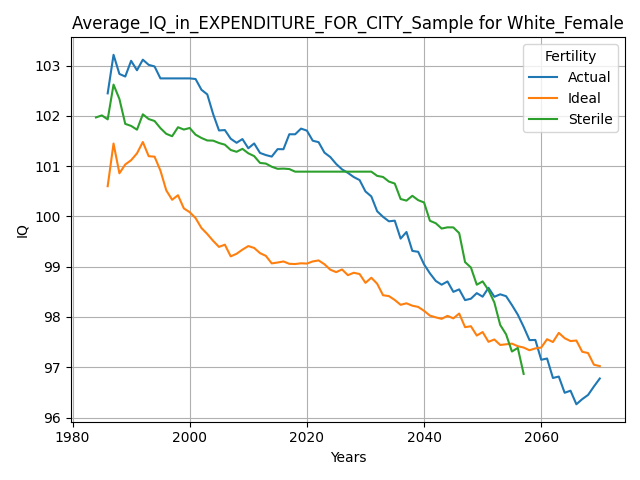 Average_IQ_in_EXPENDITURE_FOR_CITY_Sample for White_Female
Fertility
Actual
Ideal
Sterile
IQ
103
102
101
100
99
98
97
96
1980
2000
2020
2040
2060
Years